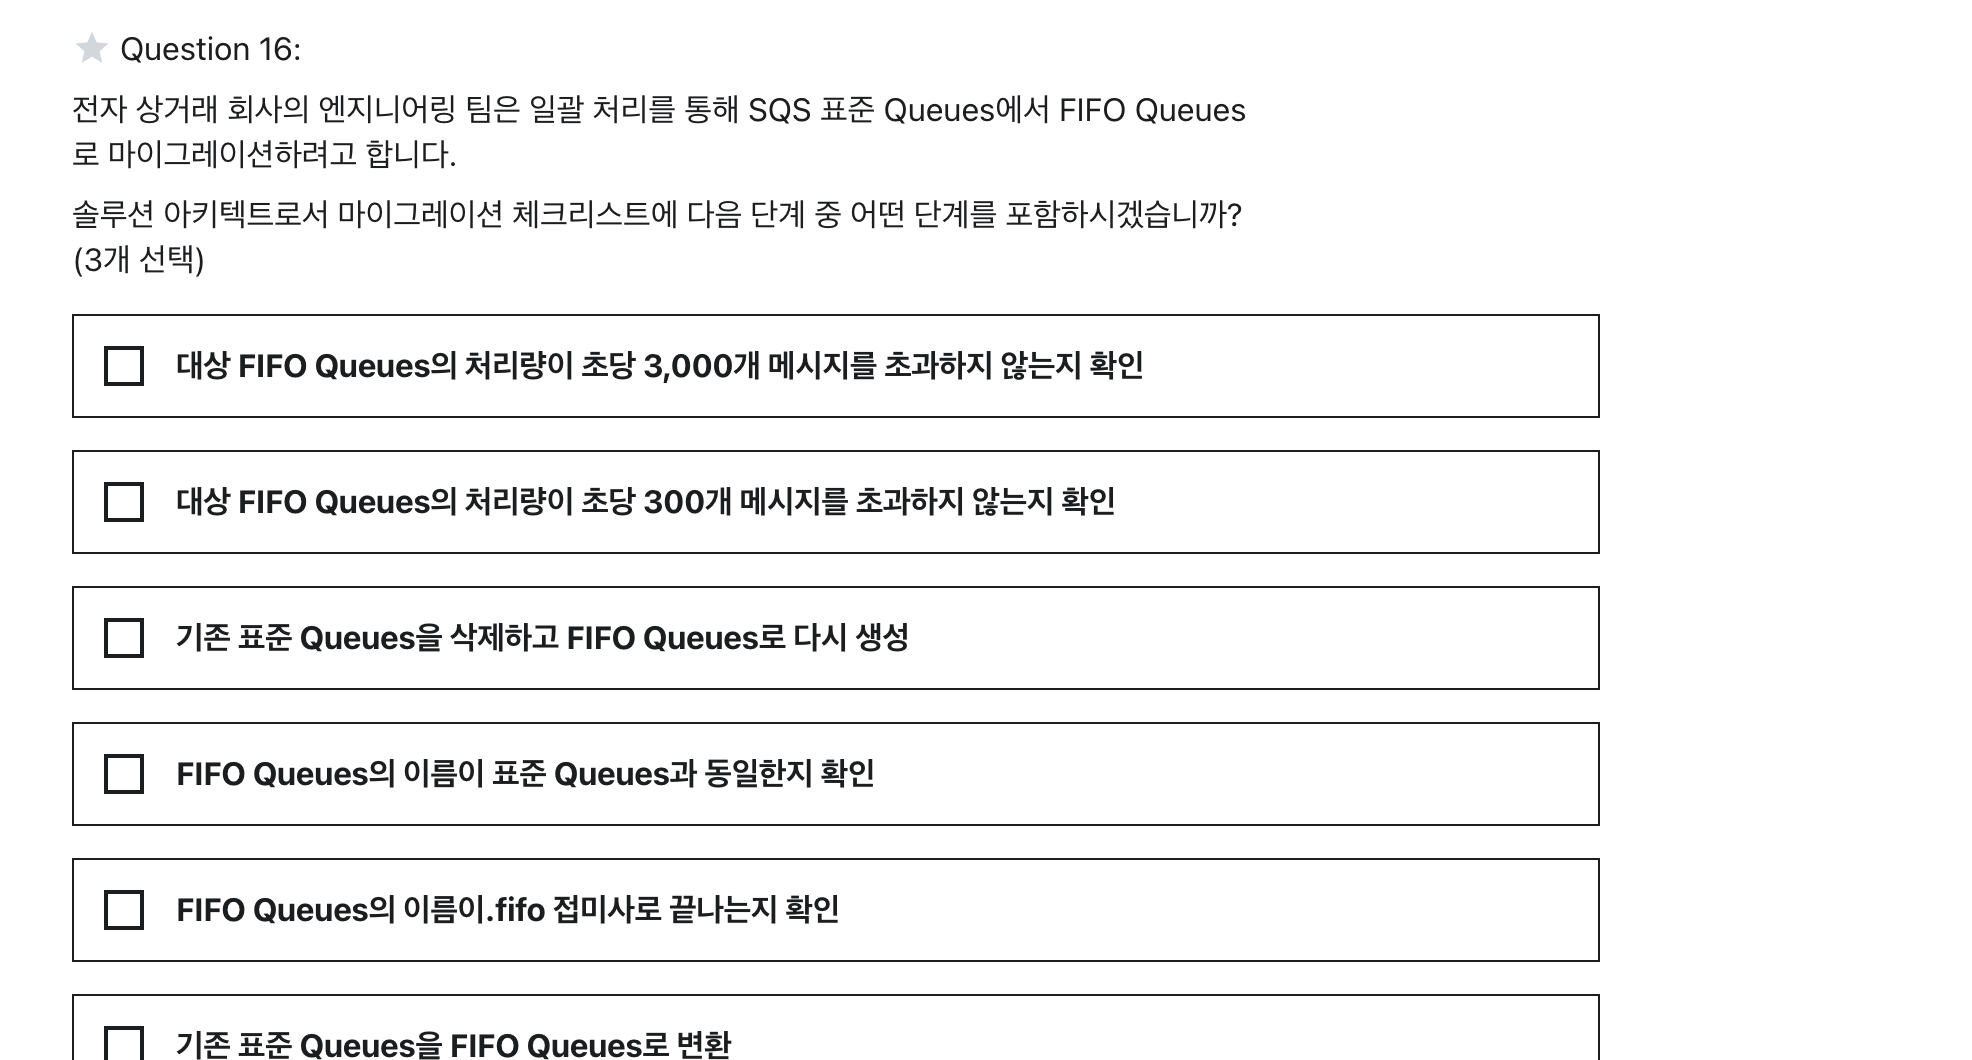 Question 16:
전자 상거래 회사의 엔지니어링 팀은 일괄 처리를 통해 SQS 표준 Queues에서 FIFO Queues
로 마이그레이션하려고 합니다.
솔루션 아키텍트로서 마이그레이션 체크리스트에 다음 단계 중 어떤 단계를 포함하시겠습니까?
(3개 선택)
대상 FIFO Queues의 처리량이 초당 3,000개 메시지를 초과하지 않는지 확인
대상 FIFO Queues의 처리량이 초당 300개 메시지를 초과하지 않는지 확인
기존 표준 Queues을 삭제하고 FIFO Queues로 다시 생성
FIFO Queues의 이름이 표준 Queues과 동일한지 확인
FIFO Queues의 이름이.fifo 접미사로 끝나는지 확인
기존 표준 Queues을 FIFO Queues로 변환